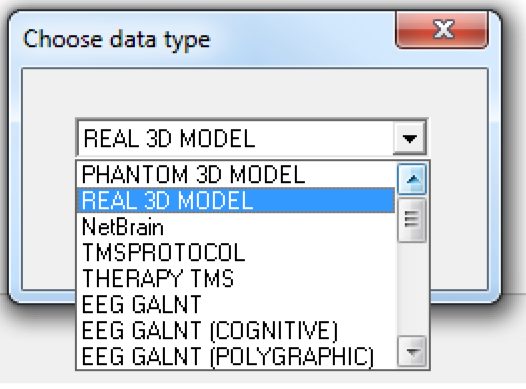 Choose data type
REAL 3D MODEL
PHANTOM 3D MODEL
REAL 3D MODEL
NetBrain
TMSPROTOCOL
THERAPY TMS
EEG GALNT
EEG GALNT (COGNITIVE)
EEG GALNT (POLYGRAPHIC)